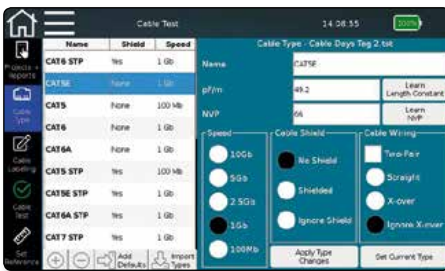 Cable Test
14:08:55
100%
Projects +
Reports
Cable
Type
Cable
Labeling
Cable
Test
Set
Reference
Name Shield Speed
CAT6 STP Yes 1 Gb
CAT5E None 1 Gb
CAT5 None 100 Mb
CAT6 None 1 Gb
CAT6A None 1 Gb
CAT5 STP Yes 100 Mb
CAT5E STP Yes 1 Gb
CAT6A STP Yes 1 Gb
CAT7 STP Yes 1 Gb
Add
Defaults
Import
Types
Cable Type - Cable Days Tag 2.tst
Name CAT5E
pF/m 49.2
Learn
Length Constant
NVP 66
Learn
NVP
Speed
10Gb
5Gb
2.5Gb
1Gb
100Mb
Cable Shield
No Shield
Shielded
Ignore Shield
Cable Wiring
Two-Pair
Straight
X-over
Ignore X-over
Apply Type
Changes
Set Current Type